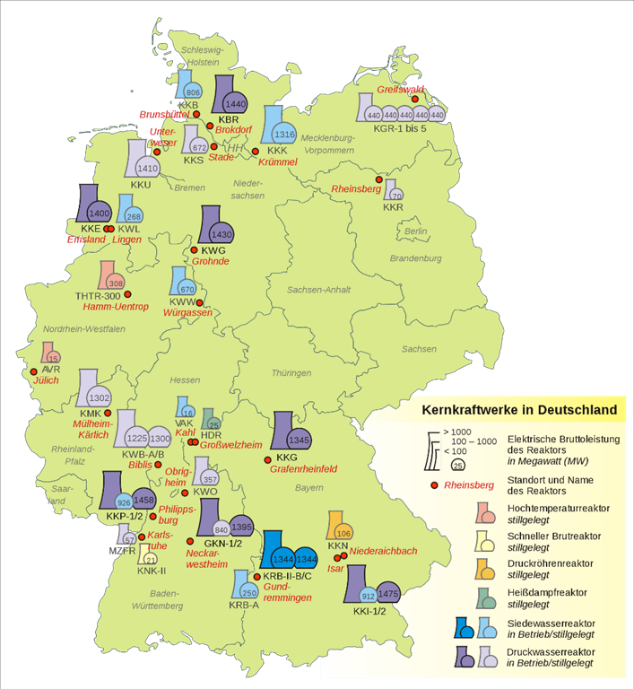 Schleswig-
Holstein
806
KKB
Brunsbüttel
1440
KBR
Brokdorf
Greifswald
440 440 440 440 440
KGR-1 bis 5
Unter-
weser
672
KKS
Stade
HH
1316
KKK
Krümmel
Mecklenburg-
Vorpommern
1410
KKU
Bremen
Nieder-
sachsen
Rheinsberg
70
KKR
1400
KKE
Emsland
268
KWL
Lingen
1430
KWG
Grohnde
Berlin
Brandenburg
308
THTR-300
Hamm-Uentrop
670
KWW
Würgassen
Sachsen-Anhalt
Nordrhein-Westfalen
Sachsen
15
AVR
Jülich
Hessen
Thüringen
1302
KMK
Mülheim-
Kärlich
16
VAK
Kahl
25
HDR
Großwelzheim
1225 1300
KWB-A/B
Biblis
1345
KKG
Grafenrheinfeld
Rheinland-
Pfalz
Obrig-
heim
357
KWO
Bayern
Saar-
land
926 1458
KKP-1/2
Philipps-
burg
57
MZFR
Karls-
ruhe
21
KNK-II
840 1395
GKN-1/2
Neckar-
westheim
106
KKN
Niederaichbach
Isar
1344 1344
KRB-II-B/C
Gund-
remmingen
250
KRB-A
912 1475
KKI-1/2
Baden-
Württemberg
Kernkraftwerke in Deutschland
> 1000
100 – 1000
< 100
25
Elektrische Bruttoleistung
des Reaktors
in Megawatt (MW)
Rheinsberg
Standort und Name
des Reaktors
Hochtemperaturreaktor
stillgelegt
Schneller Brutreaktor
stillgelegt
Druckröhrenreaktor
stillgelegt
Heißdampfreaktor
stillgelegt
Siedewasserreaktor
in Betrieb/stillgelegt
Druckwasserreaktor
in Betrieb/stillgelegt